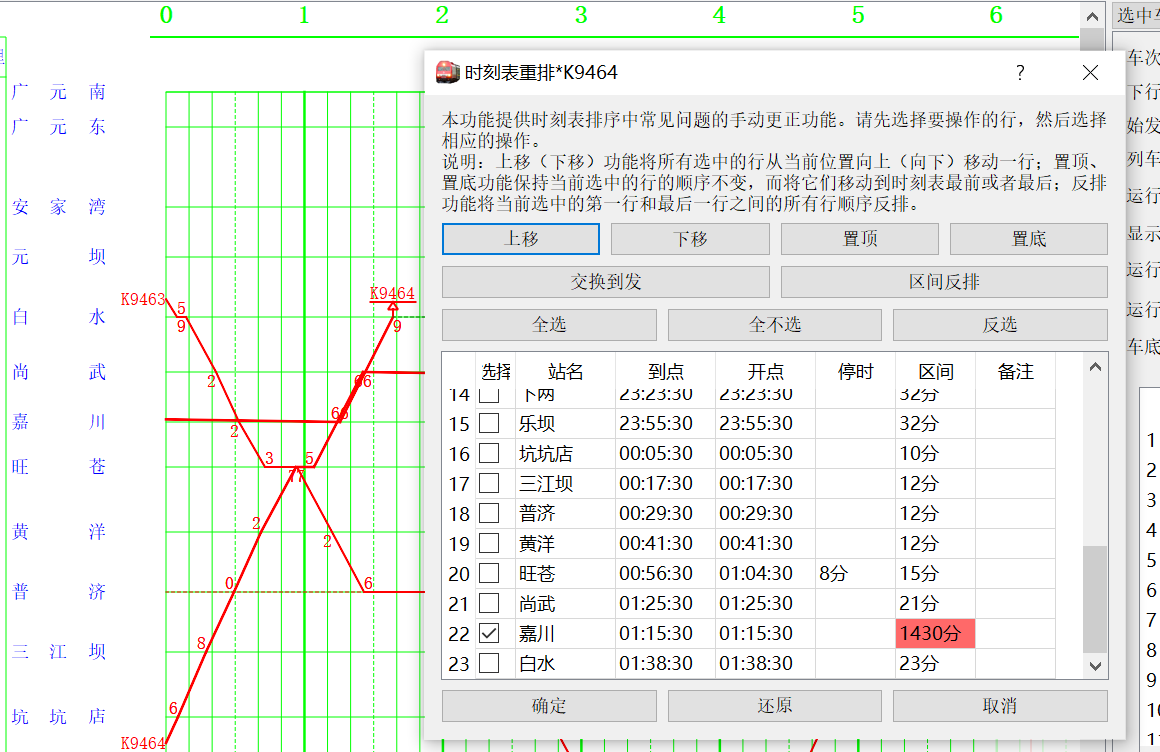 0 1 2 3 4 5 6
选中车
理
广元南
广元东
安家湾
元坝
白水
尚武
嘉川
旺苍
黄洋
普济
三江坝
坑坑店
K9463
5
9
2
2
3
5
77
2
2
0
6
8
6
K9464
K9464
9
66
66
时刻表重排*K9464
?
本功能提供时刻表排序中常见问题的手动更正功能。请先选择要操作的行，然后选择
相应的操作。
说明：上移（下移）功能将所有选中的行从当前位置向上（向下）移动一行；置顶、
置底功能保持当前选中的行的顺序不变，而将它们移动到时刻表最前或者最后；反排
功能将当前选中的第一行和最后一行之间的所有行顺序反排。
上移 下移 置顶 置底
交换到发 区间反排
全选 全不选 反选
选择 站名 到点 开点 停时 区间 备注
14 23:23:30 23:23:30 32分
15 乐坝 23:55:30 23:55:30 32分
16 坑坑店 00:05:30 00:05:30 10分
17 三江坝 00:17:30 00:17:30 12分
18 普济 00:29:30 00:29:30 12分
19 黄洋 00:41:30 00:41:30 12分
20 旺苍 00:56:30 01:04:30 8分 15分
21 尚武 01:25:30 01:25:30 21分
22 嘉川 01:15:30 01:15:30 1430分
23 白水 01:38:30 01:38:30 23分
确定 还原 取消
车次
下行
始发
列车
运行
显示
运行
运行
车底
1
2
3
4
5
6
7
8
9
10